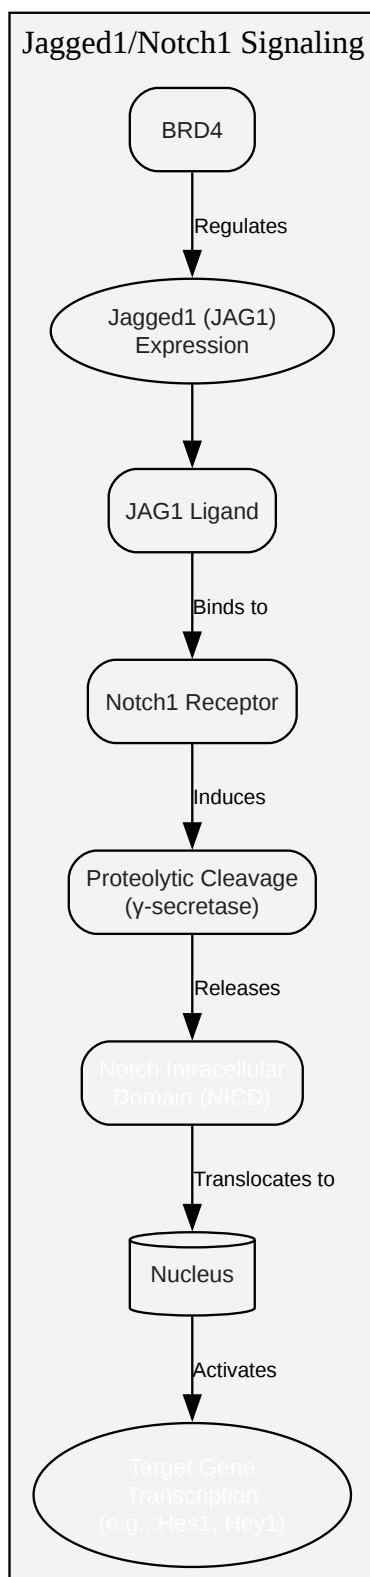 Jagged1/Notch1 Signaling
BRD4
Regulates
Jagged1 (JAG1)
Expression
JAG1 Ligand
Binds to
Notch1 Receptor
Induces
Proteolytic Cleavage
(γ-secretase)
Releases
Notch Intracellular
Domain (NICD)
Translocates to
Nucleus
Activates
Target Gene
Transcription
(e.g., Hes1, Hey1)